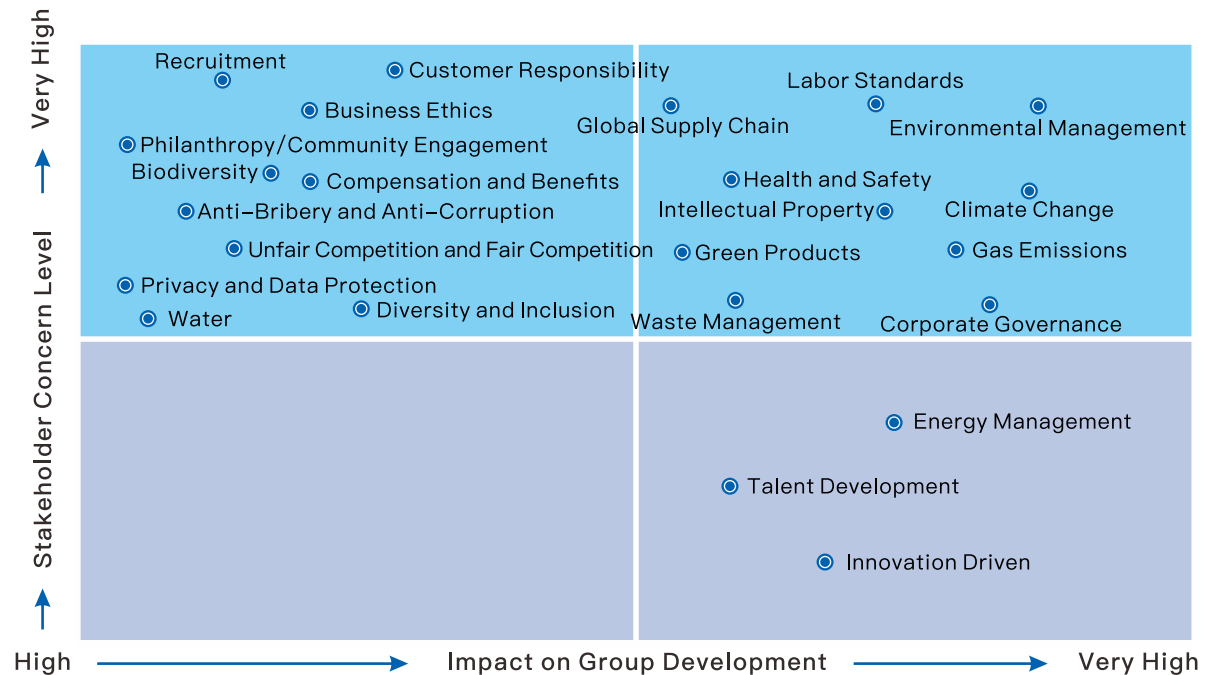 Very High
Stakeholder Concern Level
Recruitment
Customer Responsibility
Business Ethics
Philanthropy/Community Engagement
Biodiversity
Compensation and Benefits
Anti–Bribery and Anti–Corruption
Unfair Competition and Fair Competition
Privacy and Data Protection
Water
Diversity and Inclusion
Labor Standards
Global Supply Chain
Environmental Management
Health and Safety
Intellectual Property
Climate Change
Green Products
Gas Emissions
Waste Management
Corporate Governance
Energy Management
Talent Development
Innovation Driven
High
Impact on Group Development
Very High